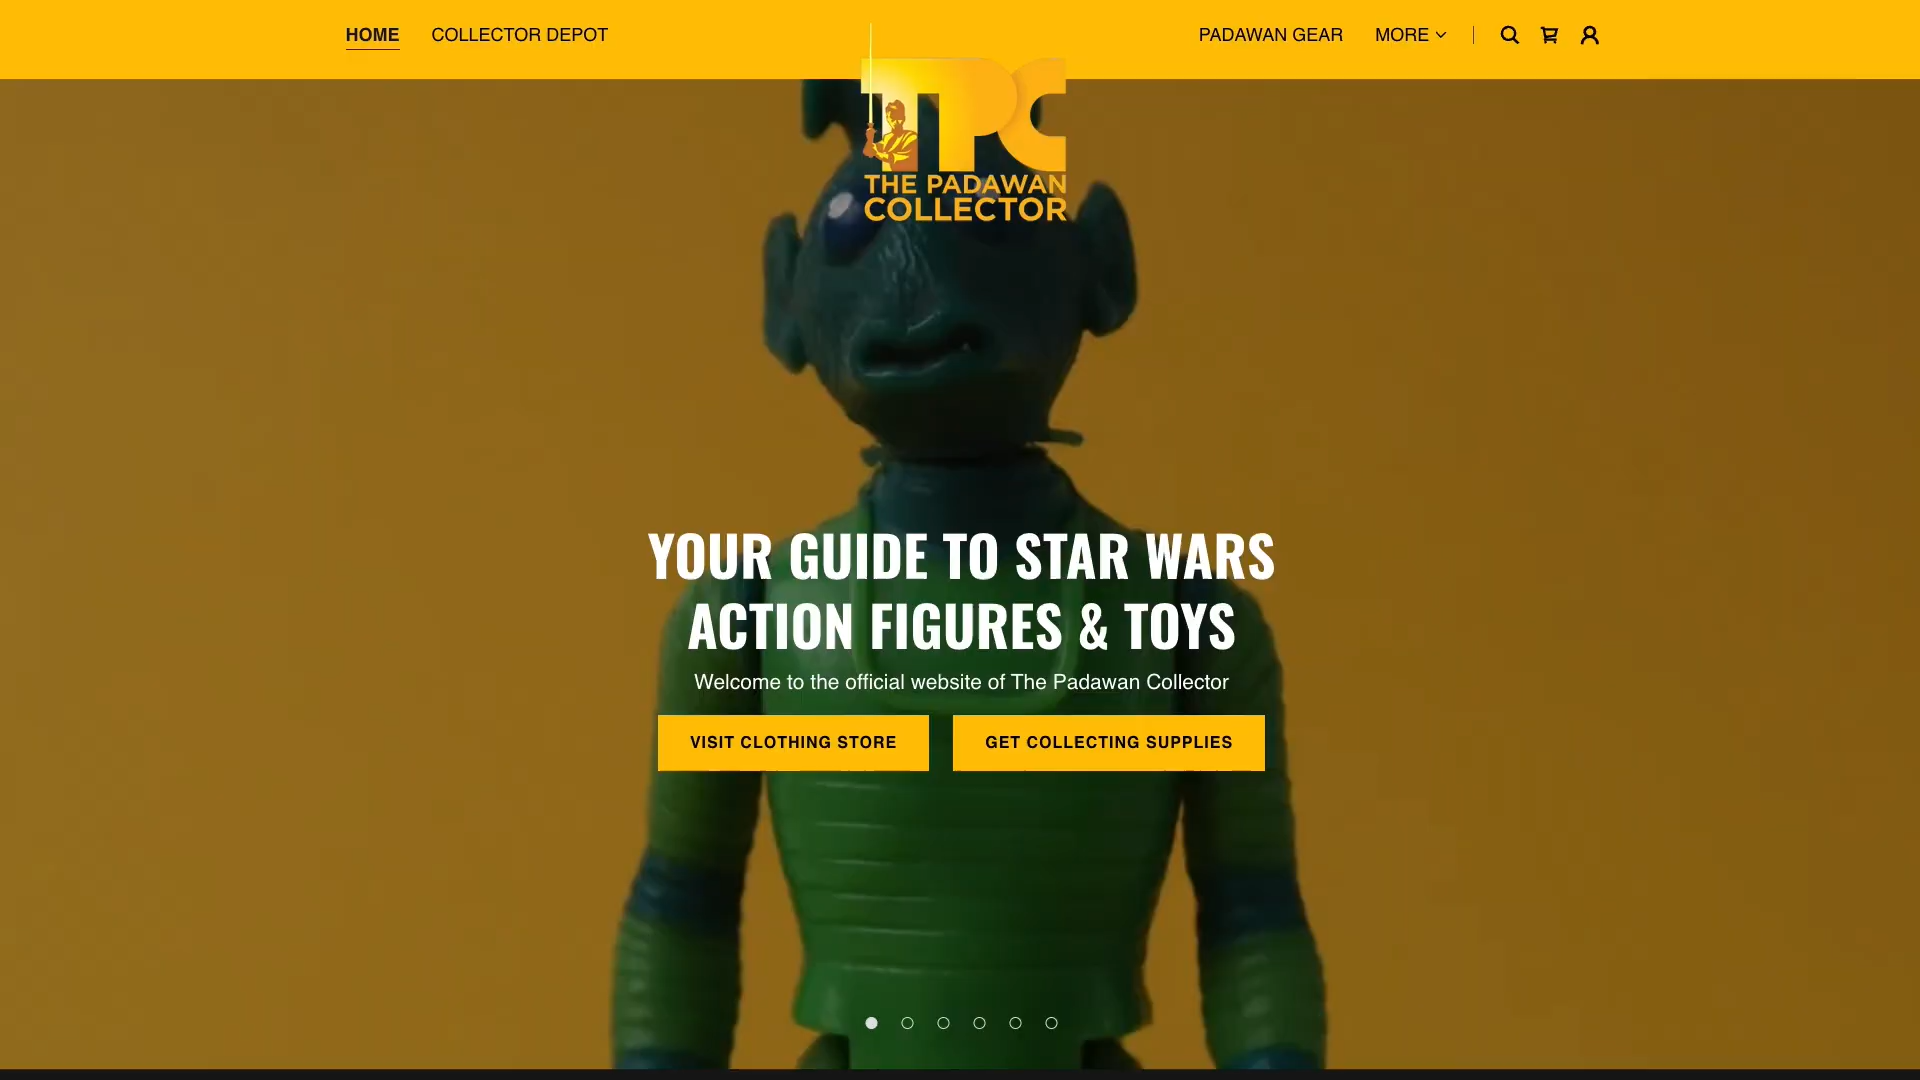 HOME
COLLECTOR DEPOT
PADAWAN GEAR
MORE
TPC
THE PADAWAN
COLLECTOR
YOUR GUIDE TO STAR WARS
ACTION FIGURES & TOYS
Welcome to the official website of The Padawan Collector
VISIT CLOTHING STORE
GET COLLECTING SUPPLIES